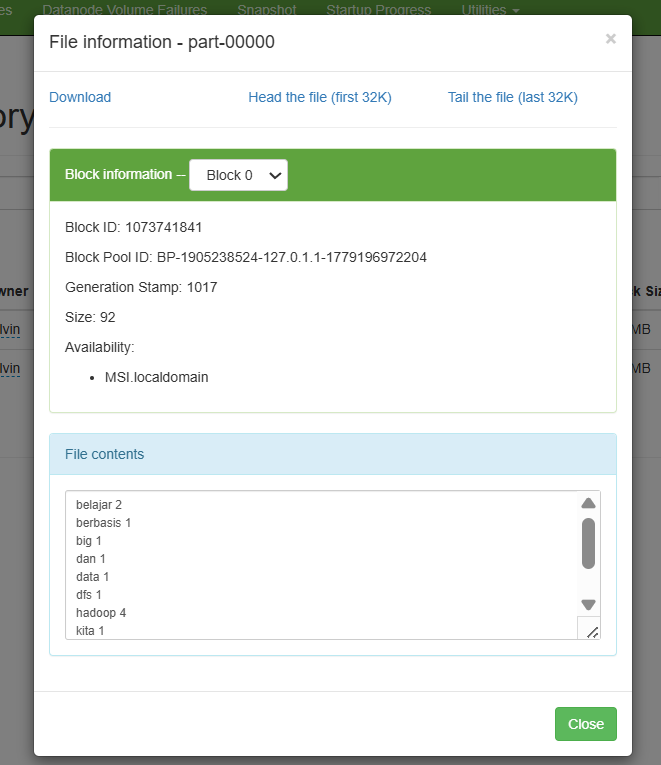 es Datanode Volume Failures Snapshot Startup Progress Utilities
File information - part-00000 ×
Download Head the file (first 32K) Tail the file (last 32K)
ory
Block information -- Block 0
Block ID: 1073741841
Block Pool ID: BP-1905238524-127.0.1.1-1779196972204
Generation Stamp: 1017
wner k Siz
Size: 92
lvin MB
Availability:
lvin MB
• MSI.localdomain
File contents
belajar 2
berbasis 1
big 1
dan 1
data 1
dfs 1
hadoop 4
kita 1
Close